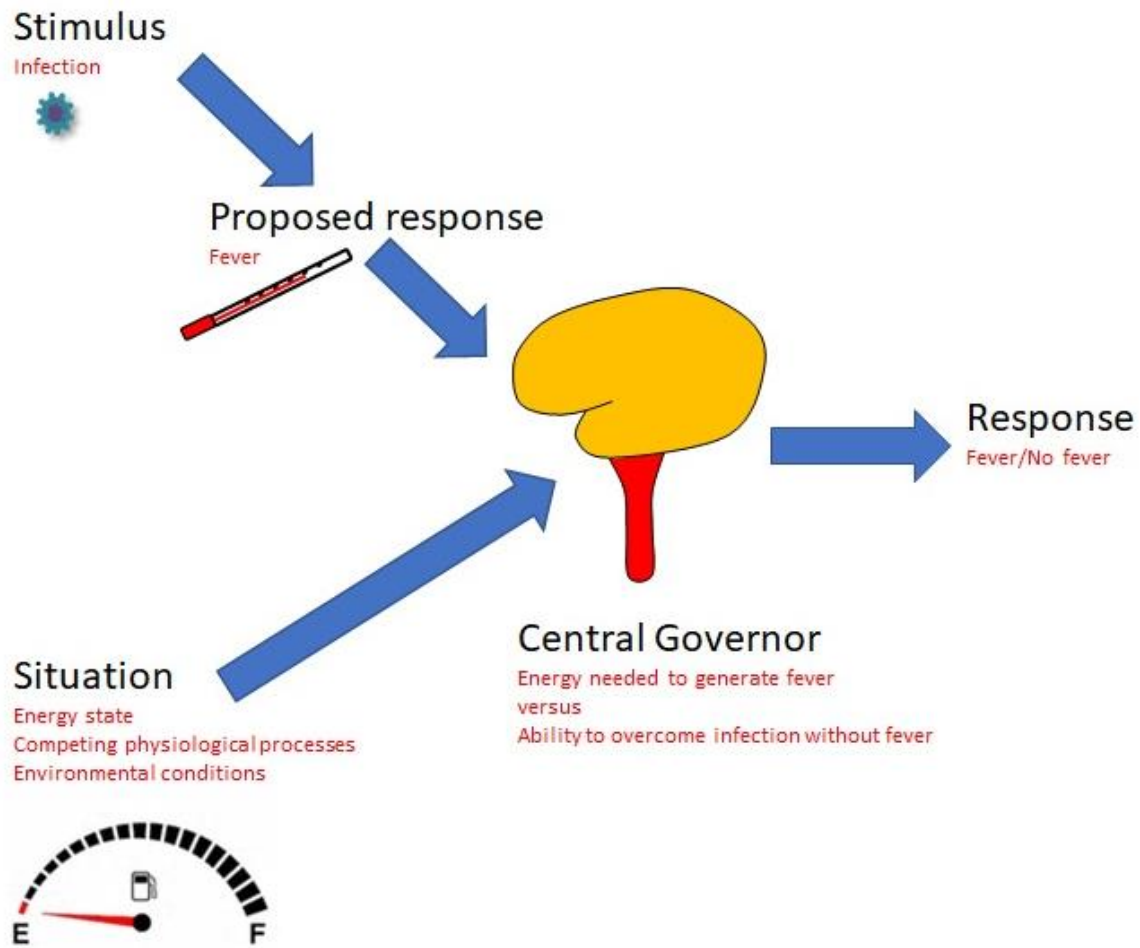 Stimulus
Infection
Proposed response
Fever
Response
Fever/No fever
Central Governor
Energy needed to generate fever
versus
Ability to overcome infection without fever
Situation
Energy state
Competing physiological processes
Environmental conditions
E F